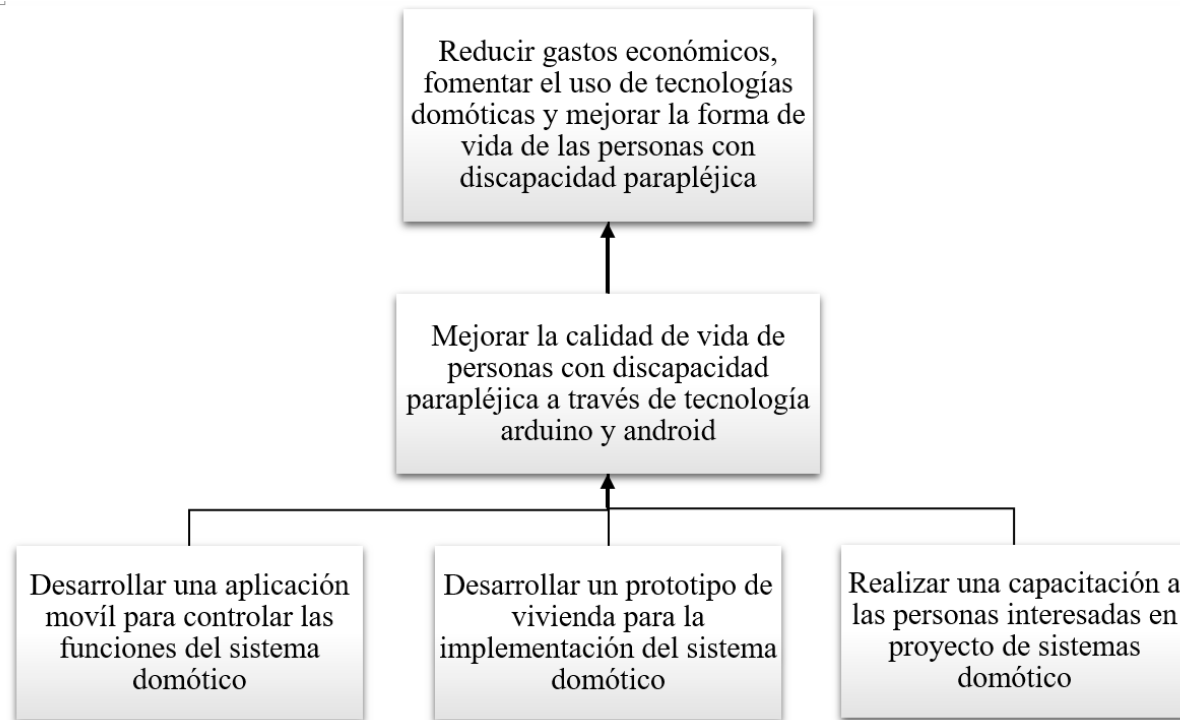 Reducir gastos económicos,
fomentar el uso de tecnologías
domóticas y mejorar la forma de
vida de las personas con
discapacidad parapléjica
Mejorar la calidad de vida de
personas con discapacidad
parapléjica a través de tecnología
arduino y android
Desarrollar una aplicación
movíl para controlar las
funciones del sistema
domótico
Desarrollar un prototipo de
vivienda para la
implementación del sistema
domótico
Realizar una capacitación a
las personas interesadas en
proyecto de sistemas
domótico